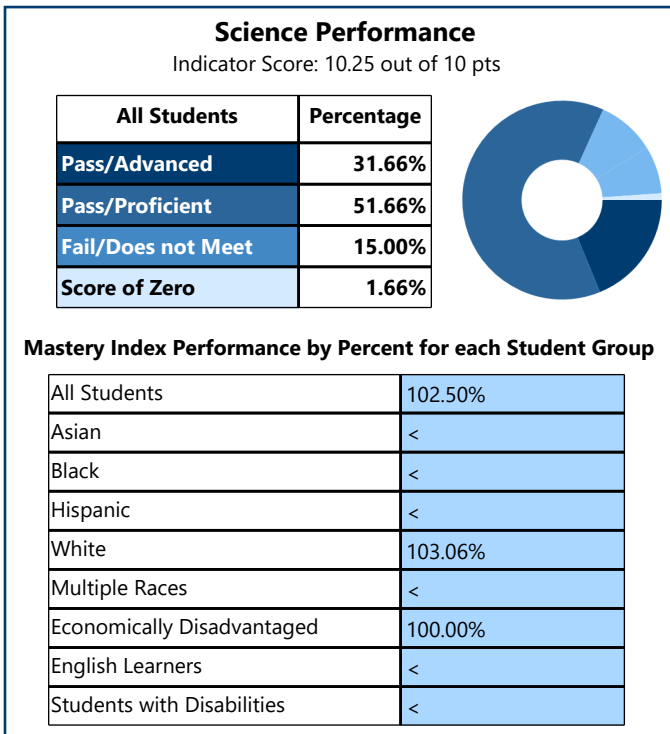 Science Performance
Indicator Score: 10.25 out of 10 pts
All Students Percentage
Pass/Advanced 31.66%
Pass/Proficient 51.66%
Fail/Does not Meet 15.00%
Score of Zero 1.66%
Mastery Index Performance by Percent for each Student Group
All Students 102.50%
Asian <
Black <
Hispanic <
White 103.06%
Multiple Races <
Economically Disadvantaged 100.00%
English Learners <
Students with Disabilities <